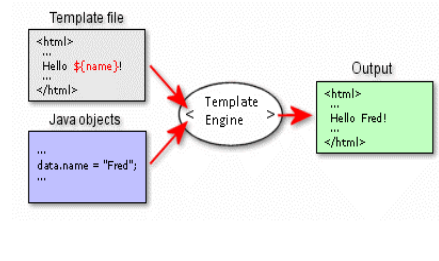 Template file
<html>
...
Hello ${name}!
...
</html>
Java objects
...
data.name = "Fred";
...
< Template >
Engine
Output
<html>
...
Hello Fred!
...
</html>